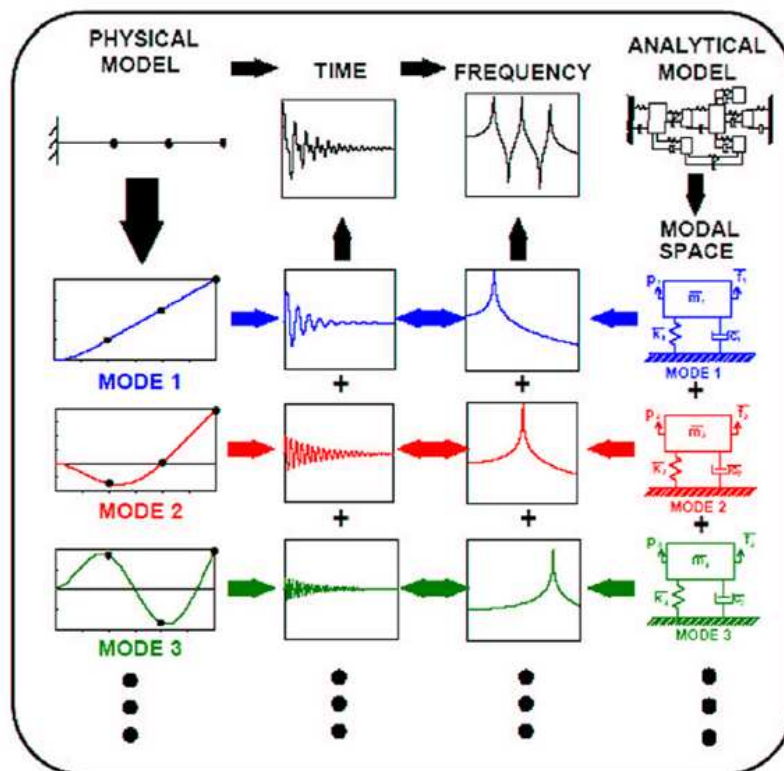 PHYSICAL
MODEL
TIME
FREQUENCY
ANALYTICAL
MODEL
MODAL
SPACE
MODE 1
MODE 1
+
+
+
MODE 2
MODE 2
+
+
+
MODE 3
MODE 3